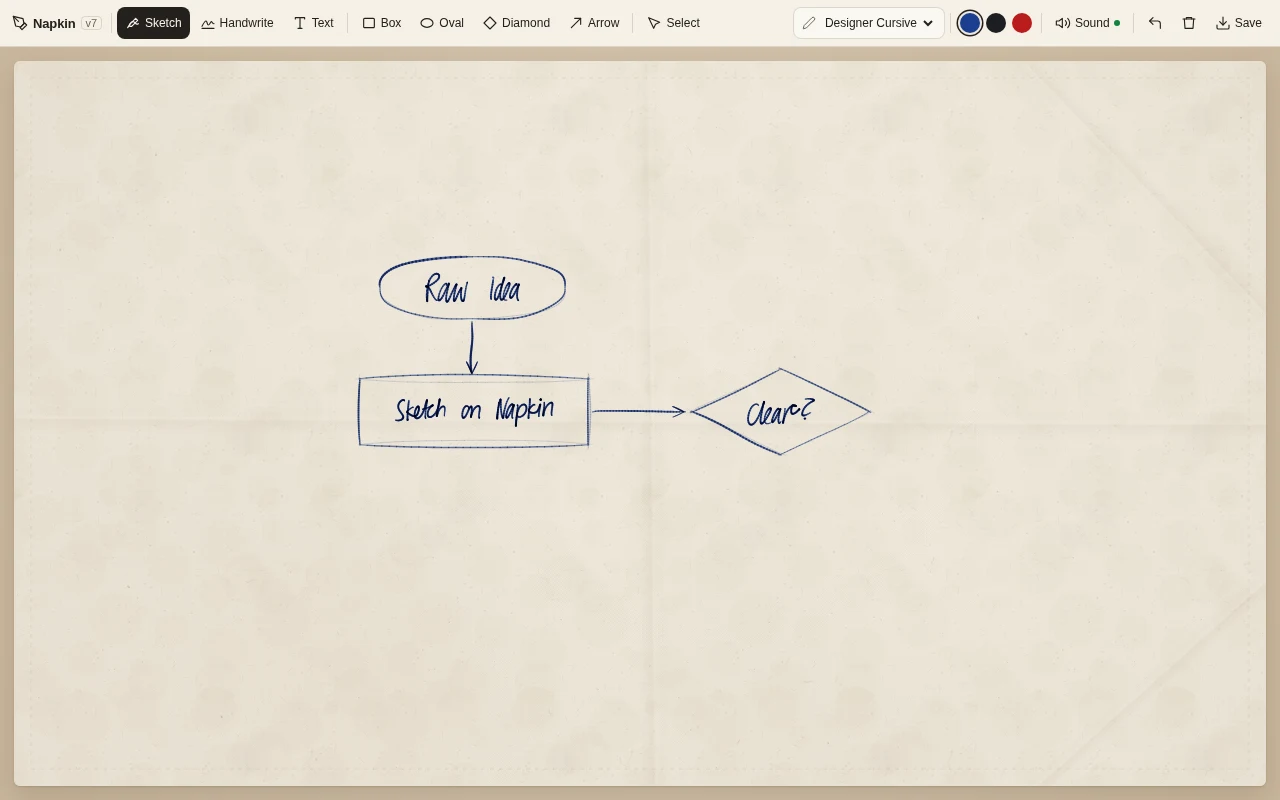 Napkin v7 Sketch Handwrite Text Box Oval Diamond Arrow Select Designer Cursive Sound Save
Raw Idea
Sketch on Napkin
Clear?